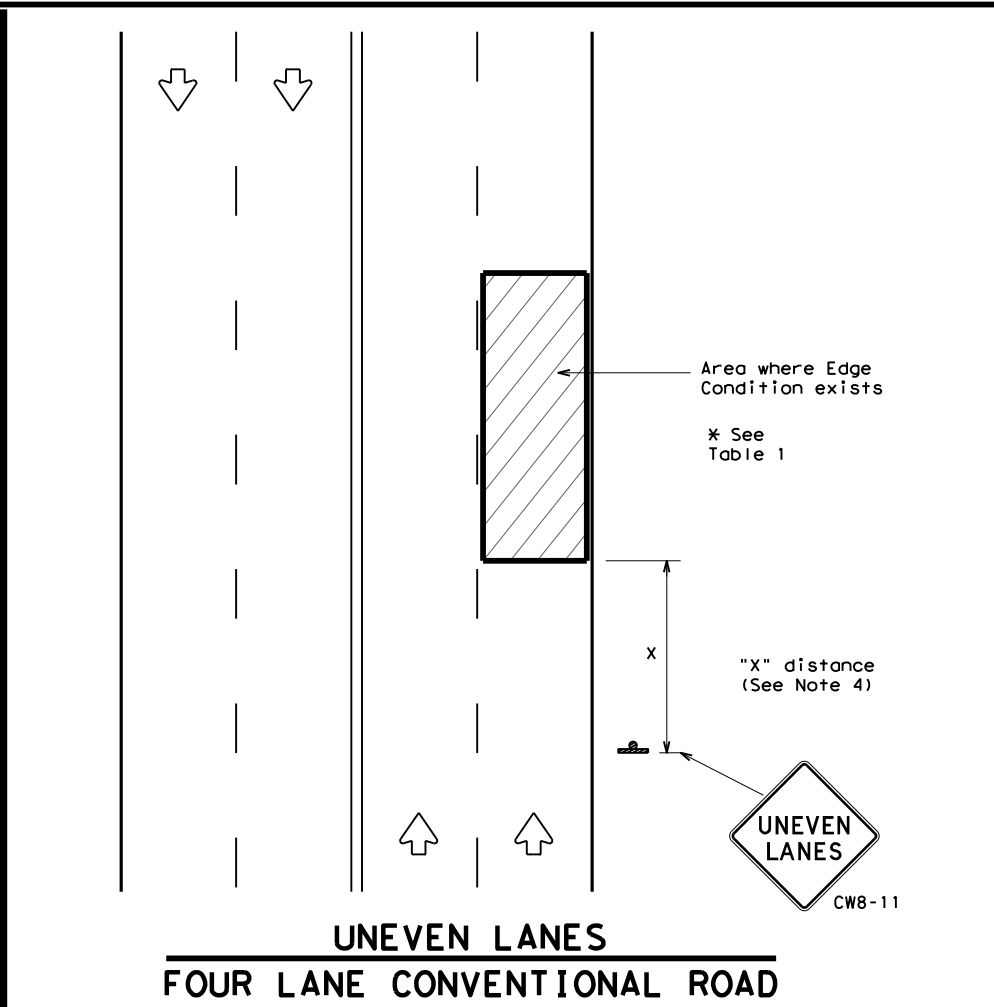 Area where Edge
Condition exists
* See
Table 1
X
"X" distance
(See Note 4)
UNEVEN
LANES
CW8-11
UNEVEN LANES
FOUR LANE CONVENTIONAL ROAD